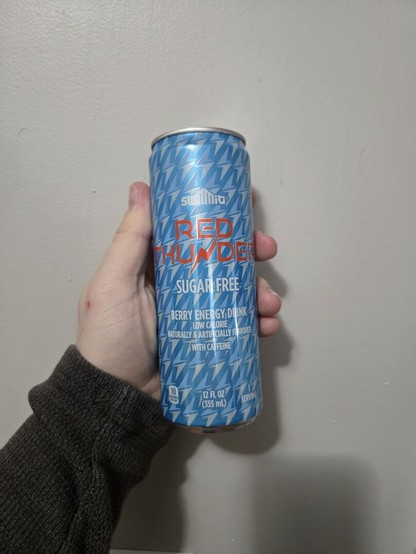 summit
RED
THUNDER
SUGAR FREE
BERRY ENERGY DRINK
LOW CALORIE
NATURALLY & ARTIFICIALLY FLAVORED
WITH CAFFEINE
12 FL OZ
(355 mL)